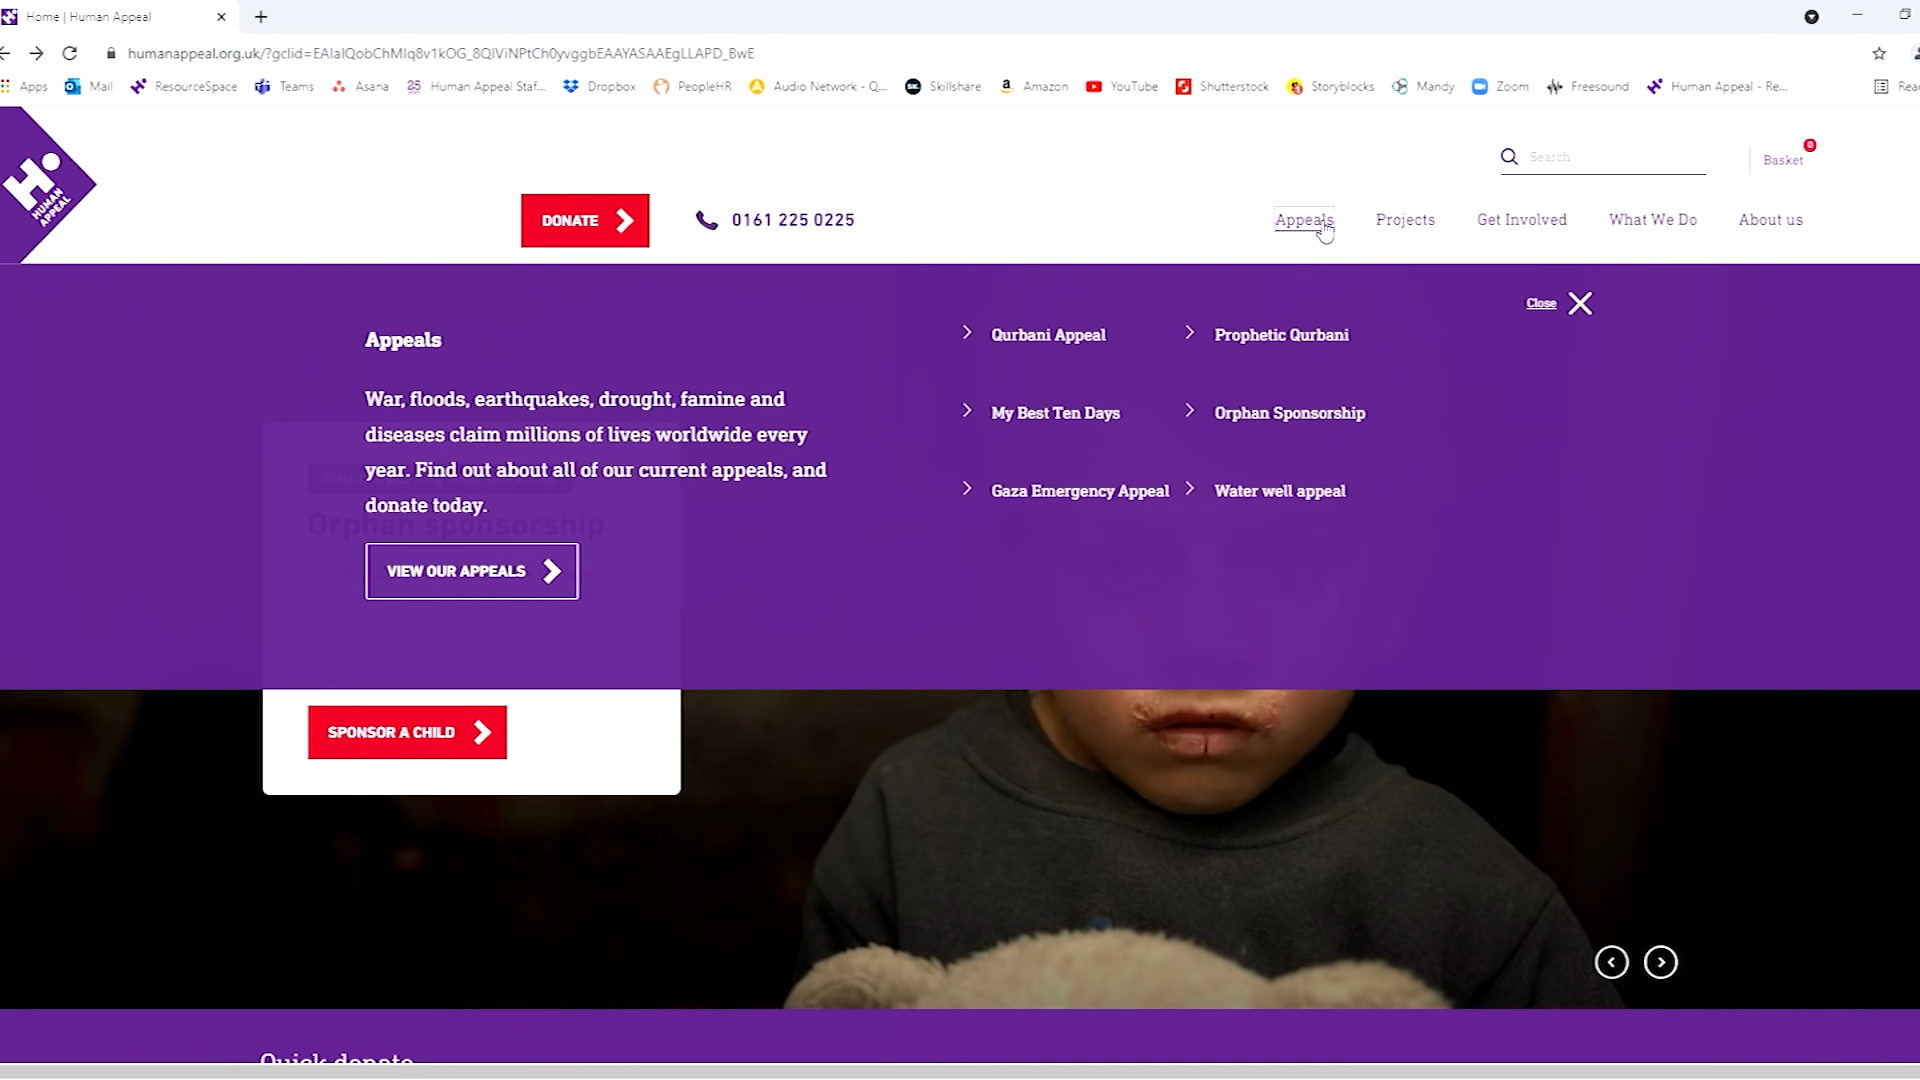 Home | Human Appeal
humanappeal.org.uk/?gclid=EAIaIQobChMIq8v1kOG_8QIViNPtCh0yvggbEAAYASAAEgLLAPD_BwE
Apps Mail ResourceSpace Teams Asana Human Appeal Staf... Dropbox PeopleHR Audio Network - Q... Skillshare Amazon YouTube Shutterstock Storyblocks Mandy Zoom Freesound Human Appeal - Re...
Search
Basket 0
HUMAN
APPEAL
DONATE
0161 225 0225
Appeals Projects Get Involved What We Do About us
Close
Appeals
War, floods, earthquakes, drought, famine and
diseases claim millions of lives worldwide every
year. Find out about all of our current appeals, and
donate today.
VIEW OUR APPEALS
Qurbani Appeal Prophetic Qurbani
My Best Ten Days Orphan Sponsorship
Gaza Emergency Appeal Water well appeal
Orphan sponsorship
SPONSOR A CHILD
Quick donate